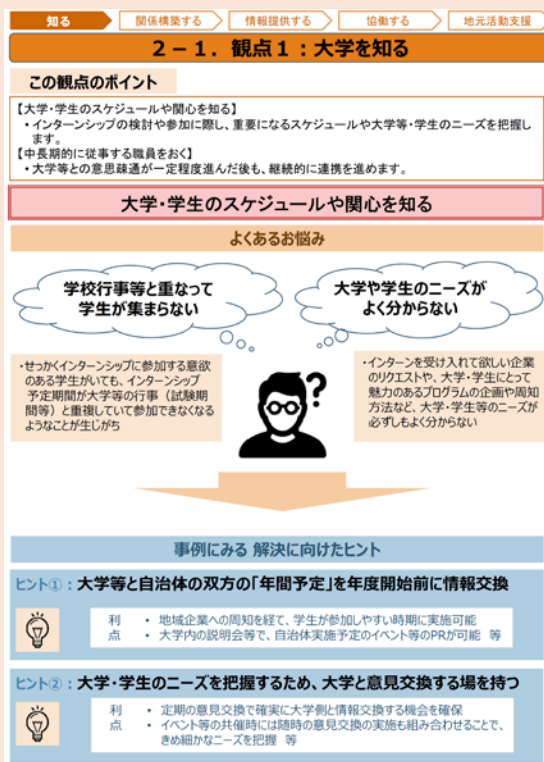 知る
関係構築する
情報提供する
協働する
地元活動支援
2－1．観点1：大学を知る
この観点のポイント
【大学・学生のスケジュールや関心を知る】
・インターンシップの検討や参加に際し、重要になるスケジュールや大学等・学生のニーズを把握し
ます。
【中長期的に従事する職員をおく】
・大学等との意思疎通が一定程度進んだ後も、継続的に連携を進めます。
大学・学生のスケジュールや関心を知る
よくあるお悩み
学校行事等と重なって
学生が集まらない
大学や学生のニーズが
よく分からない
・せっかくインターンシップに参加する意欲
のある学生がいても、インターンシップ
予定期間が大学等の行事（試験期
間等）と重複していて参加できなくなる
ようなことが生じがち
?
・インターンを受け入れて欲しい企業
のリクエストや、大学・学生にとって
魅力のあるプログラムの企画や周知
方法など、大学・学生等のニーズが
必ずしもよく分からない
事例にみる 解決に向けたヒント
ヒント①：大学等と自治体の双方の「年間予定」を年度開始前に情報交換
利点
・ 地域企業への周知を経て、学生が参加しやすい時期に実施可能
・ 大学内の説明会等で、自治体実施予定のイベント等のPRが可能 等
ヒント②：大学・学生のニーズを把握するため、大学と意見交換する場を持つ
利点
・ 定期の意見交換で確実に大学側と情報交換する機会を確保
・ イベント等の共催時には随時の意見交換の実施も組み合わせることで、
きめ細かなニーズを把握 等